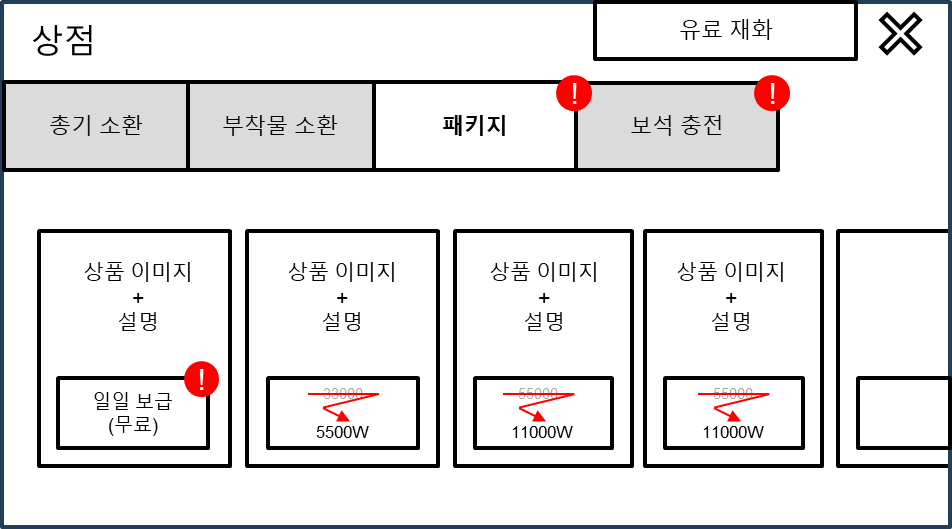 상점
유료 재화
총기 소환
부착물 소환
패키지
!
보석 충전
!
상품 이미지
+
설명
일일 보급
(무료)
!
상품 이미지
+
설명
33000
5500W
상품 이미지
+
설명
55000
11000W
상품 이미지
+
설명
55000
11000W